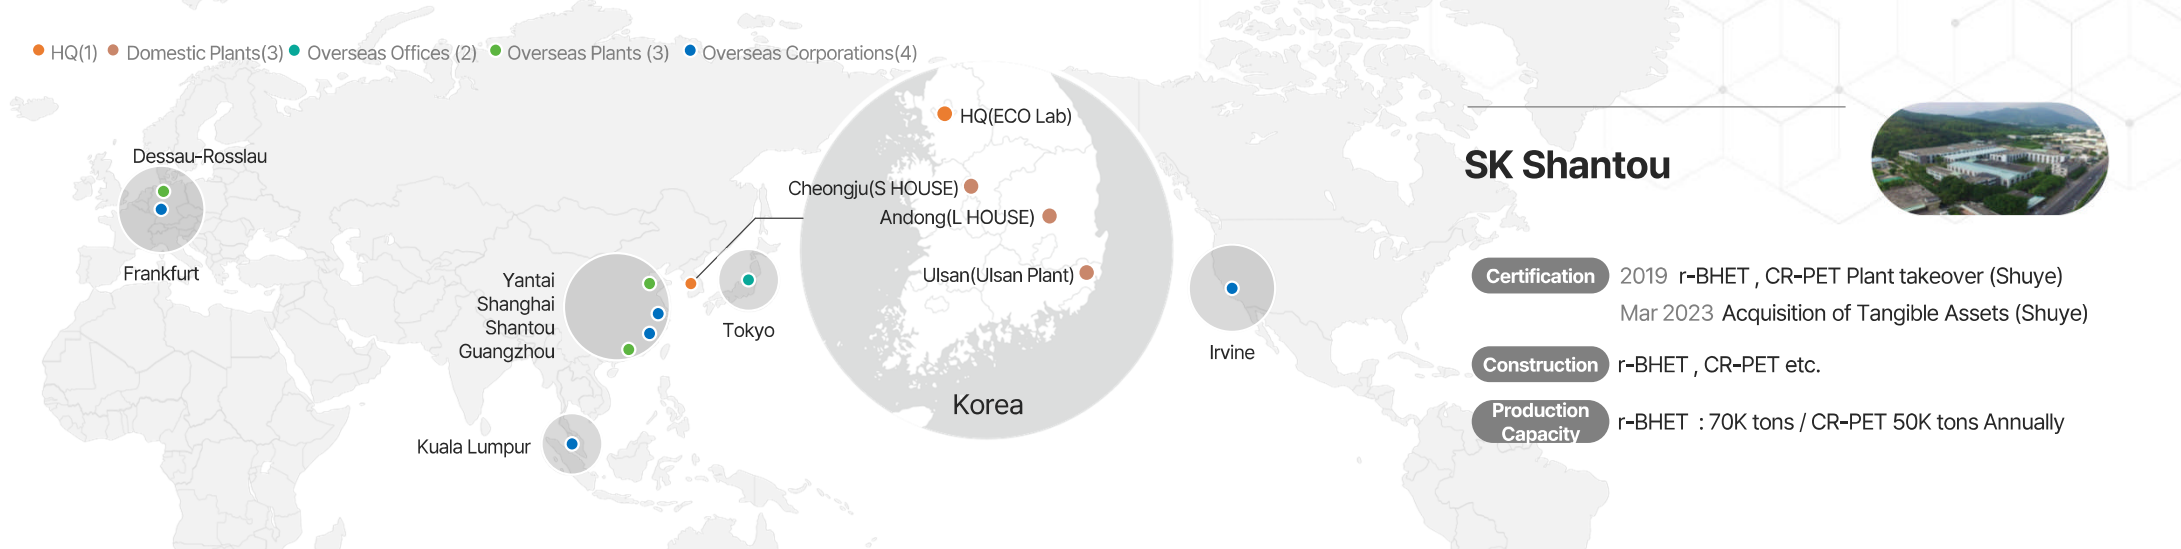 HQ(1) Domestic Plants(3) Overseas Offices (2) Overseas Plants (3) Overseas Corporations(4)
Dessau-Rosslau
Frankfurt
Yantai
Shanghai
Shantou
Guangzhou
Kuala Lumpur
Tokyo
HQ(ECO Lab)
Cheongju(S HOUSE)
Andong(L HOUSE)
Ulsan(Ulsan Plant)
Korea
Irvine
SK Shantou
Certification 2019 r-BHET , CR-PET Plant takeover (Shuye)
Mar 2023 Acquisition of Tangible Assets (Shuye)
Construction r-BHET , CR-PET etc.
Production
Capacity
r-BHET : 70K tons / CR-PET 50K tons Annually